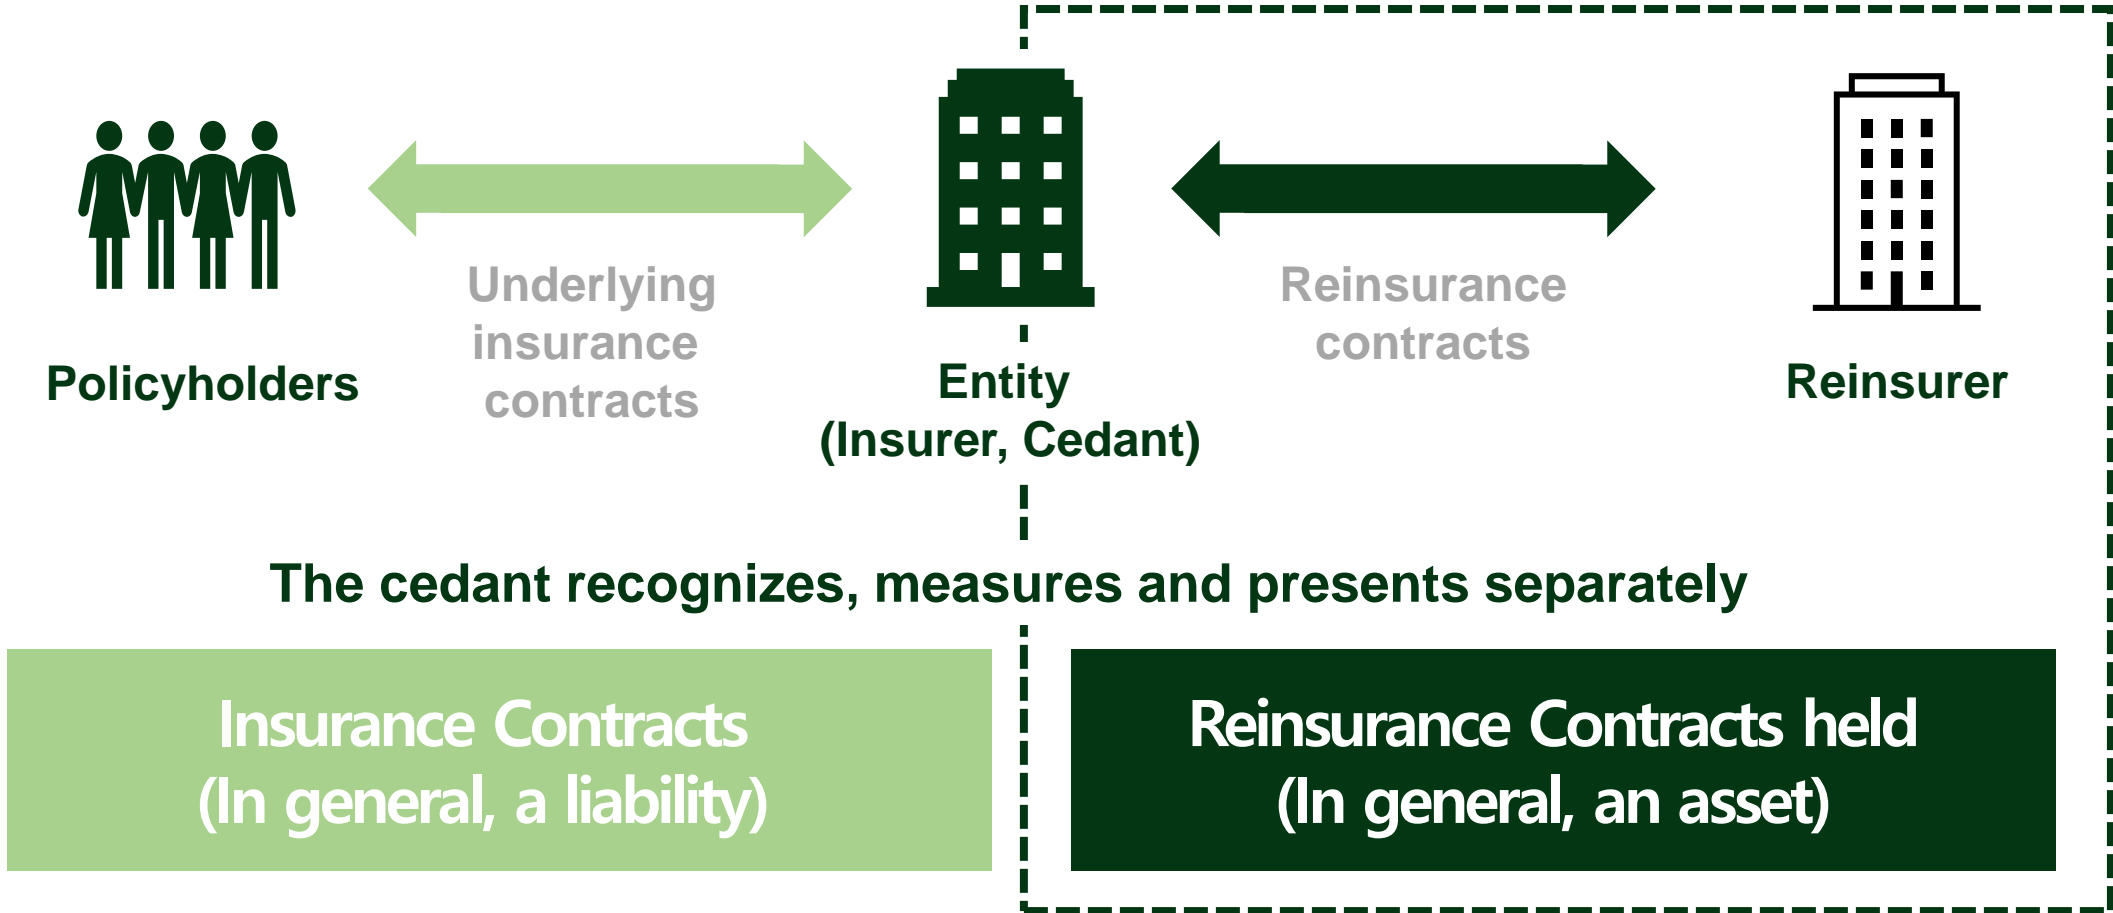 Policyholders
Underlying
insurance
contracts
Entity
(Insurer, Cedant)
Reinsurance
contracts
Reinsurer
The cedant recognizes, measures and presents separately
Insurance Contracts
(In general, a liability)
Reinsurance Contracts held
(In general, an asset)